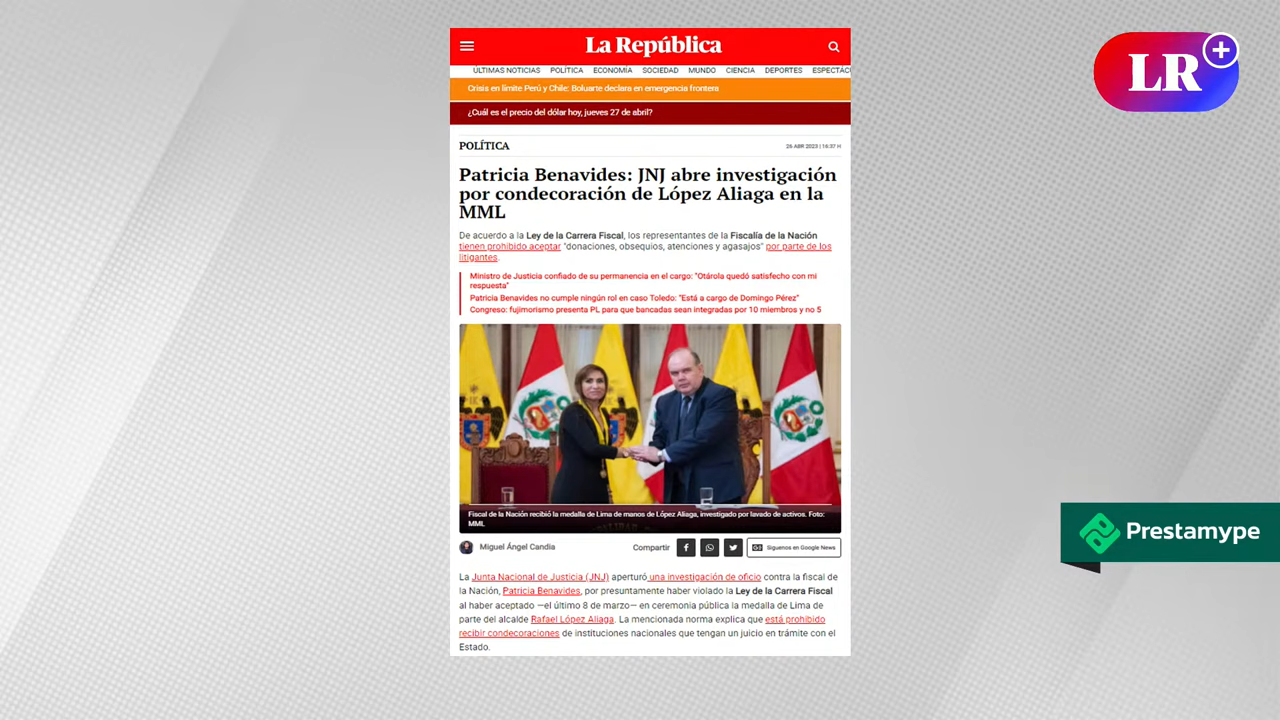 La República
LR+
ÚLTIMAS NOTICIAS POLÍTICA ECONOMÍA SOCIEDAD MUNDO CIENCIA DEPORTES ESPECTÁCU
Crisis en límite Perú y Chile: Boluarte declara en emergencia frontera
¿Cuál es el precio del dólar hoy, jueves 27 de abril?
POLÍTICA
26 ABR 2023 | 16:37 H
Patricia Benavides: JNJ abre investigación
por condecoración de López Aliaga en la
MML
De acuerdo a la Ley de la Carrera Fiscal, los representantes de la Fiscalía de la Nación
tienen prohibido aceptar "donaciones, obsequios, atenciones y agasajos" por parte de los
litigantes.
Ministro de Justicia confiado de su permanencia en el cargo: "Otárola quedó satisfecho con mi
respuesta"
Patricia Benavides no cumple ningún rol en caso Toledo: "Está a cargo de Domingo Pérez"
Congreso: fujimorismo presenta PL para que bancadas sean integradas por 10 miembros y no 5
Fiscal de la Nación recibió la medalla de Lima de manos de López Aliaga, investigado por lavado de activos. Foto:
MML
Miguel Ángel Candia
Compartir
Síguenos en Google News
Prestamype
La Junta Nacional de Justicia (JNJ) aperturó una investigación de oficio contra la fiscal de
la Nación, Patricia Benavides, por presuntamente haber violado la Ley de la Carrera Fiscal
al haber aceptado —el último 8 de marzo— en ceremonia pública la medalla de Lima de
parte del alcalde Rafael López Aliaga. La mencionada norma explica que está prohibido
recibir condecoraciones de instituciones nacionales que tengan un juicio en trámite con el
Estado.